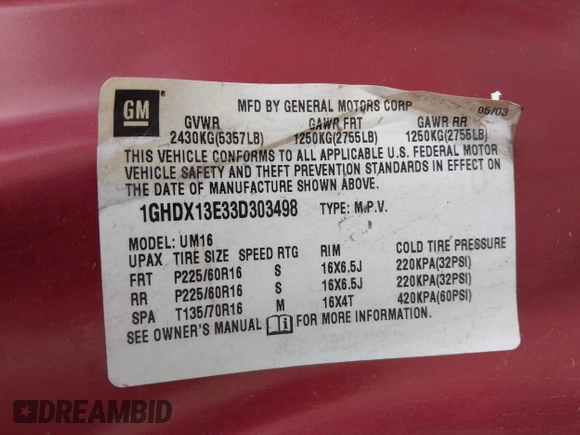 GM
MFD BY GENERAL MOTORS CORP
05/03
GVWR GAWR FRT GAWR RR
2430KG(5357LB) 1250KG(2755LB) 1250KG(2755LB)
THIS VEHICLE CONFORMS TO ALL APPLICABLE U.S. FEDERAL MOTOR
VEHICLE SAFETY AND THEFT PREVENTION STANDARDS IN EFFECT ON
THE DATE OF MANUFACTURE SHOWN ABOVE.
1GHDX13E33D303498 TYPE: M.P.V.
MODEL: UM16
UPAX TIRE SIZE SPEED RTG RIM COLD TIRE PRESSURE
FRT P225/60R16 S 16X6.5J 220KPA(32PSI)
RR P225/60R16 S 16X6.5J 220KPA(32PSI)
SPA T135/70R16 M 16X4T 420KPA(60PSI)
SEE OWNER'S MANUAL FOR MORE INFORMATION.
DREAMBID